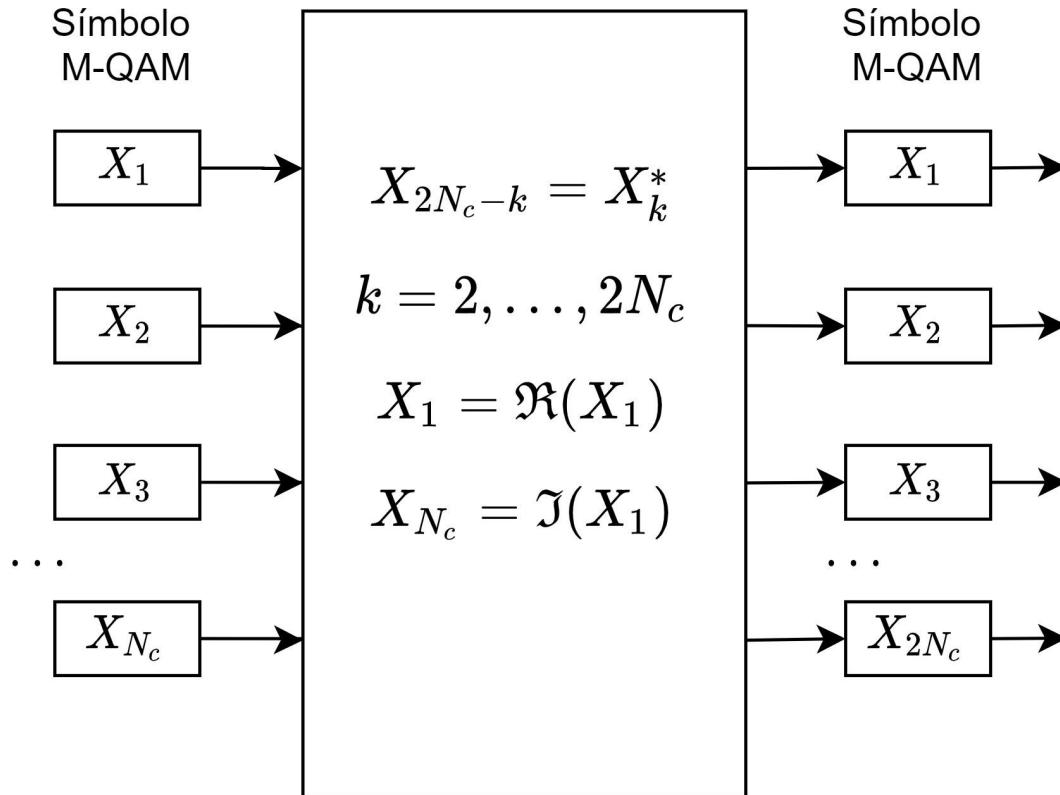 Símbolo
M-QAM
X_1
X_2
X_3
...
X_{N_c}
X_{2N_c-k} = X_k^*
k = 2, ..., 2N_c
X_1 = ℜ(X_1)
X_{N_c} = ℑ(X_1)
Símbolo
M-QAM
X_1
X_2
X_3
...
X_{2N_c}